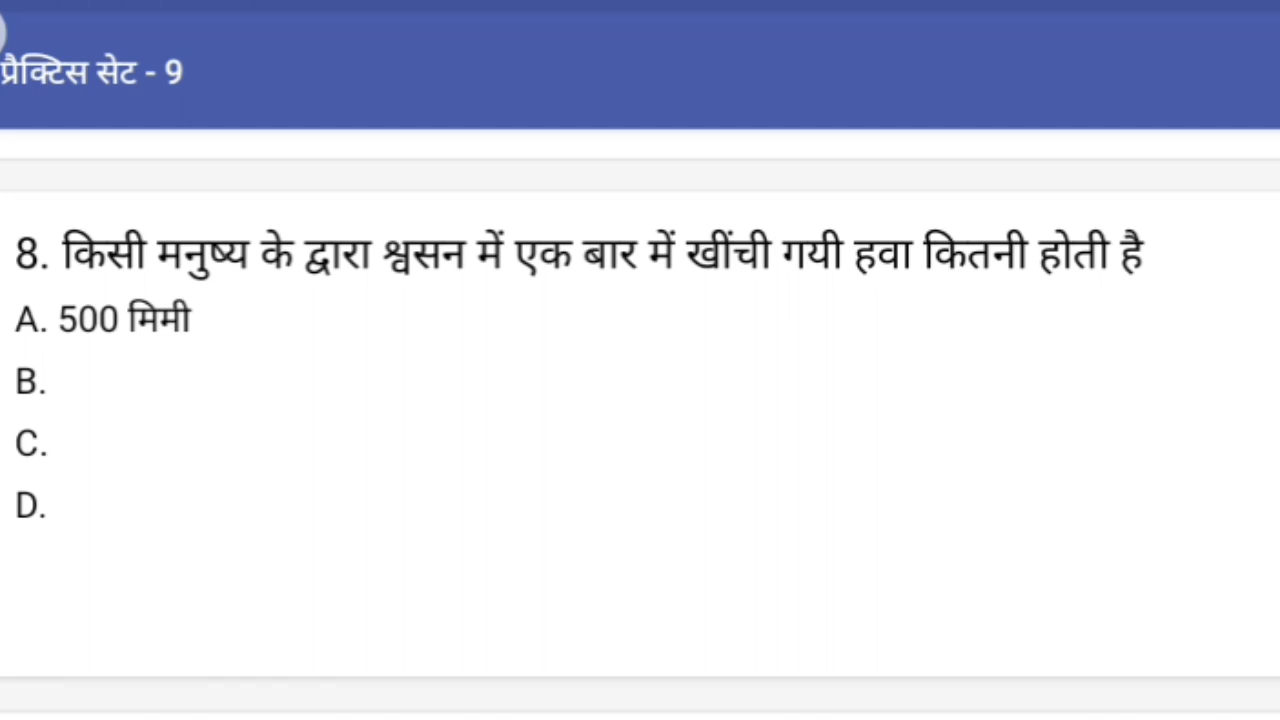 प्रैक्टिस सेट - 9
8. किसी मनुष्य के द्वारा श्वसन में एक बार में खींची गयी हवा कितनी होती है
A. 500 मिमी
B.
C.
D.